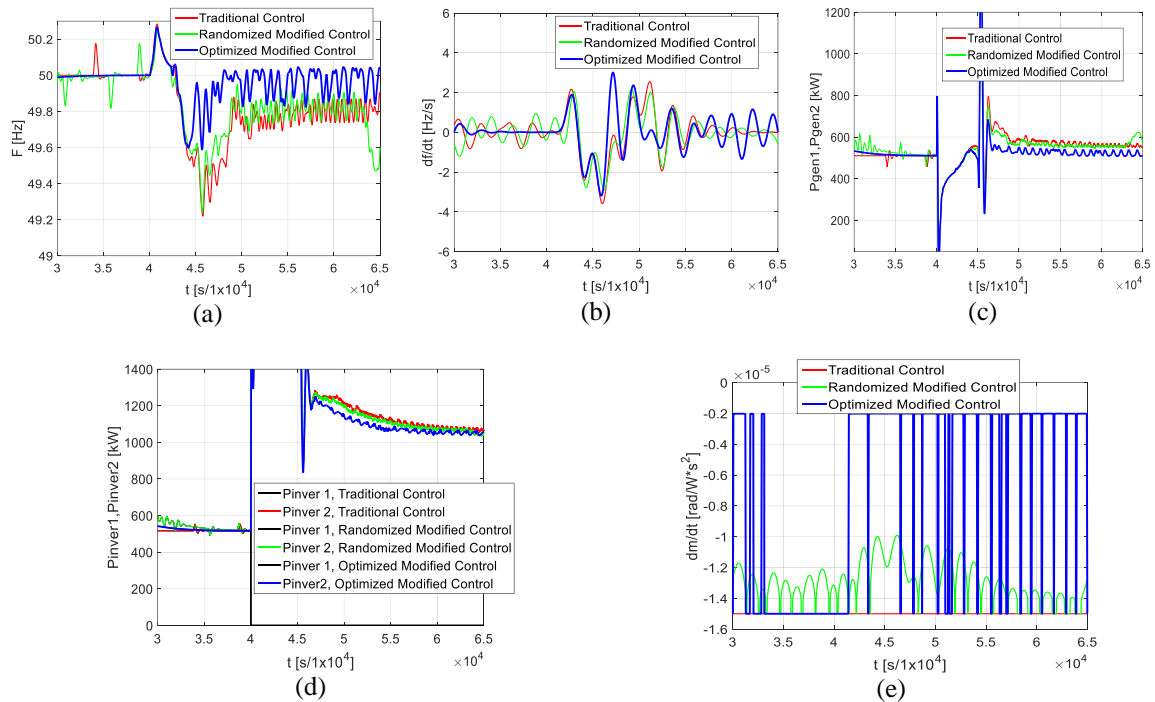 Traditional Control
Randomized Modified Control
Optimized Modified Control
50.2
50
49.8
49.6
49.4
49.2
49
F [Hz]
3 3.5 4 4.5 5 5.5 6 6.5
t [s/1x10^4]
×10^4
(a)
Traditional Control
Randomized Modified Control
Optimized Modified Control
6
4
2
0
-2
-4
-6
df/dt [Hz/s]
3 3.5 4 4.5 5 5.5 6 6.5
t [s/1x10^4]
×10^4
(b)
Traditional Control
Randomized Modified Control
Optimized Modified Control
1200
1000
800
600
400
200
Pgen1,Pgen2 [kW]
3 3.5 4 4.5 5 5.5 6 6.5
t [s/1x10^4]
×10^4
(c)
1400
1200
1000
800
600
400
200
0
Pinver1,Pinver2 [kW]
Pinver 1, Traditional Control
Pinver 2, Traditional Control
Pinver 1, Randomized Modified Control
Pinver 2, Randomized Modified Control
Pinver 1, Optimized Modified Control
Pinver2, Optimized Modified Control
3 3.5 4 4.5 5 5.5 6 6.5
t [s/1x10^4]
×10^4
(d)
×10^-5
Traditional Control
Randomized Modified Control
Optimized Modified Control
0
-0.2
-0.4
-0.6
-0.8
-1
-1.2
-1.4
-1.6
dm/dt [rad/W*s^2]
3 3.5 4 4.5 5 5.5 6 6.5
t [s/1x10^4]
×10^4
(e)